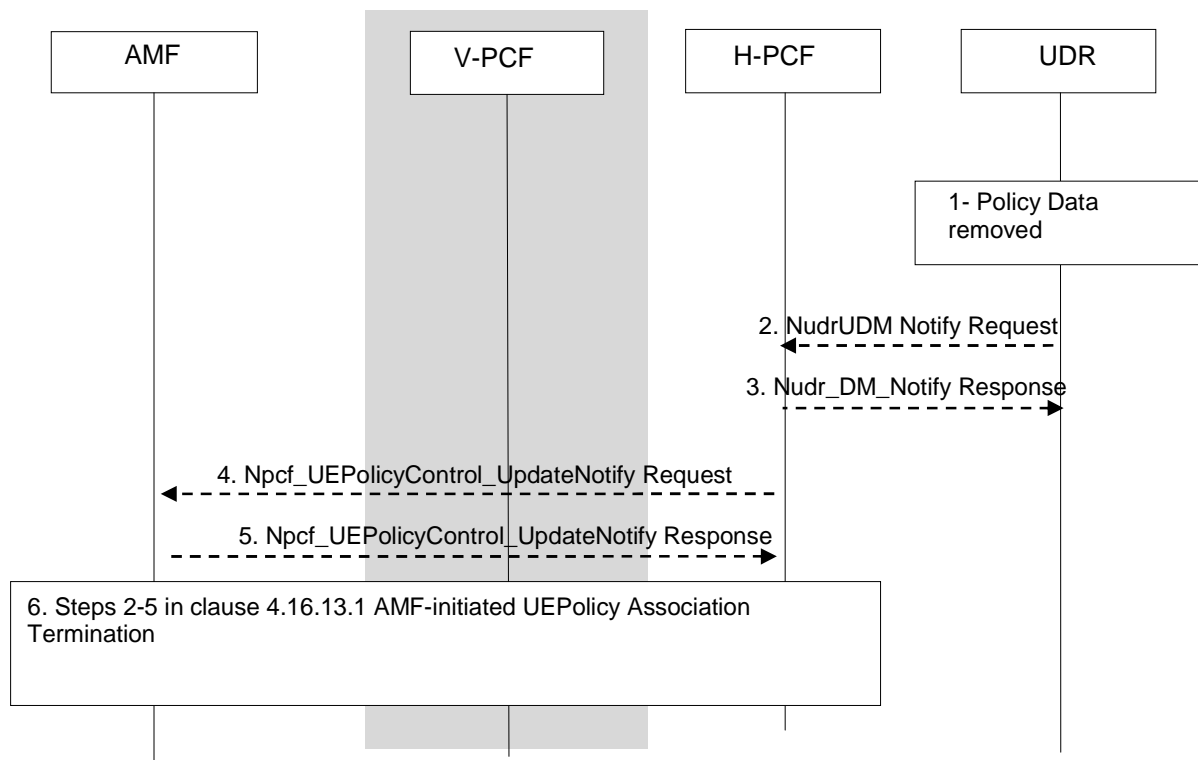 AMF
V-PCF
H-PCF
UDR
1- Policy Data
removed
2. NudrUDM Notify Request
3. Nudr_DM_Notify Response
4. Npcf_UEPolicyControl_UpdateNotify Request
5. Npcf_UEPolicyControl_UpdateNotify Response
6. Steps 2-5 in clause 4.16.13.1 AMF-initiated UEPolicy Association
Termination